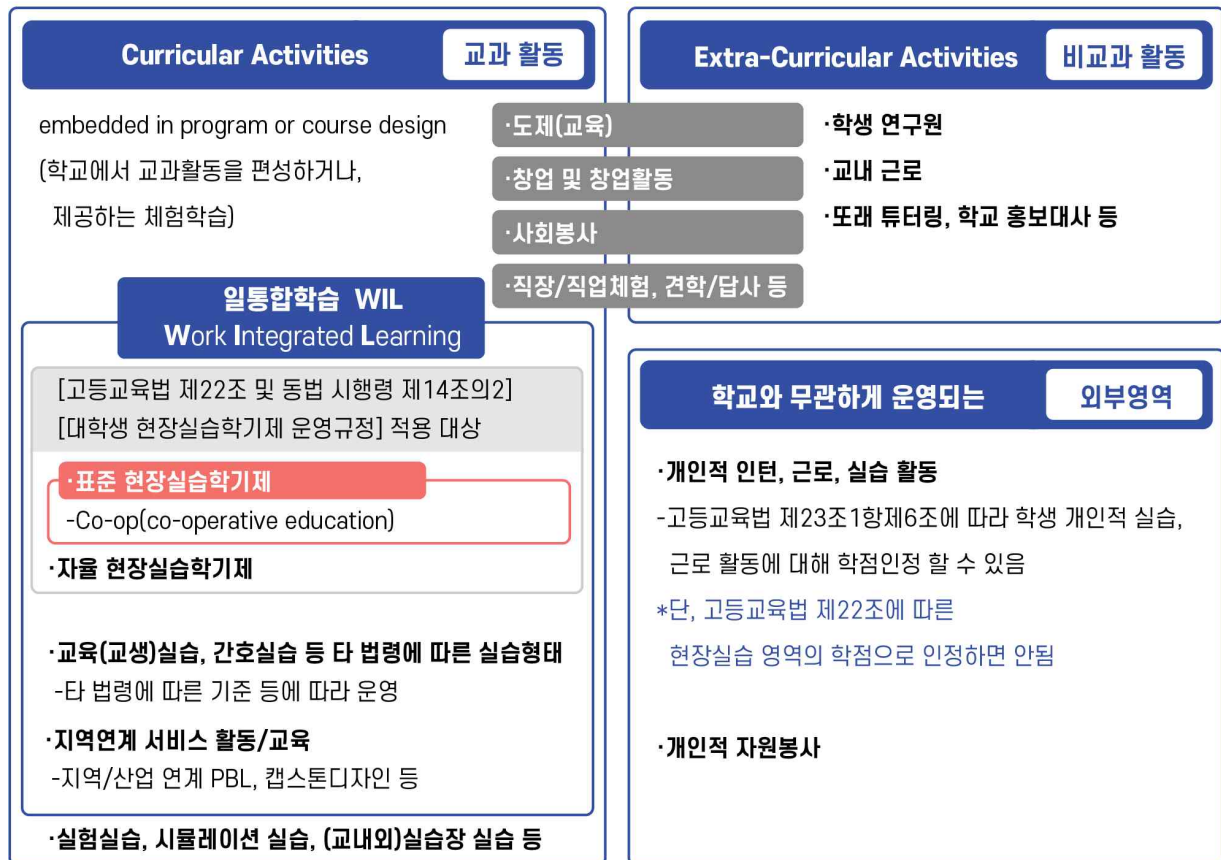 Curricular Activities 교과 활동
embedded in program or course design
(학교에서 교과활동을 편성하거나,
제공하는 체험학습)
·도제(교육)
·창업 및 창업활동
·사회봉사
·직장/직업체험, 견학/답사 등
일통합학습 WIL
Work Integrated Learning
[고등교육법 제22조 및 동법 시행령 제14조의2]
[대학생 현장실습학기제 운영규정] 적용 대상
·표준 현장실습학기제
-Co-op(co-operative education)
·자율 현장실습학기제
·교육(교생)실습, 간호실습 등 타 법령에 따른 실습형태
-타 법령에 따른 기준 등에 따라 운영
·지역연계 서비스 활동/교육
-지역/산업 연계 PBL, 캡스톤디자인 등
·실험실습, 시뮬레이션 실습, (교내외)실습장 실습 등
Extra-Curricular Activities 비교과 활동
·학생 연구원
·교내 근로
·또래 튜터링, 학교 홍보대사 등
학교와 무관하게 운영되는 외부영역
·개인적 인턴, 근로, 실습 활동
-고등교육법 제23조1항제6조에 따라 학생 개인적 실습,
근로 활동에 대해 학점인정 할 수 있음
*단, 고등교육법 제22조에 따른
현장실습 영역의 학점으로 인정하면 안됨
·개인적 자원봉사